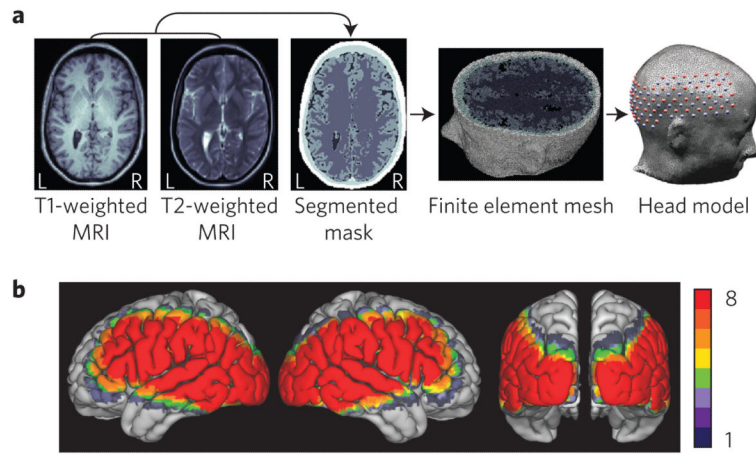 a
L R L R L R
T1-weighted T2-weighted Segmented Finite element mesh Head model
MRI MRI mask
b
8
1